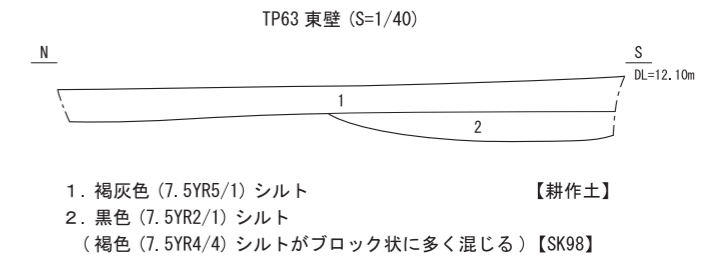 TP63 東壁 (S=1/40)
N
S
DL=12.10m
1
2
1. 褐灰色 (7.5YR5/1) シルト 【耕作土】
2. 黒色 (7.5YR2/1) シルト
(褐色 (7.5YR4/4) シルトがブロック状に多く混じる)【SK98】